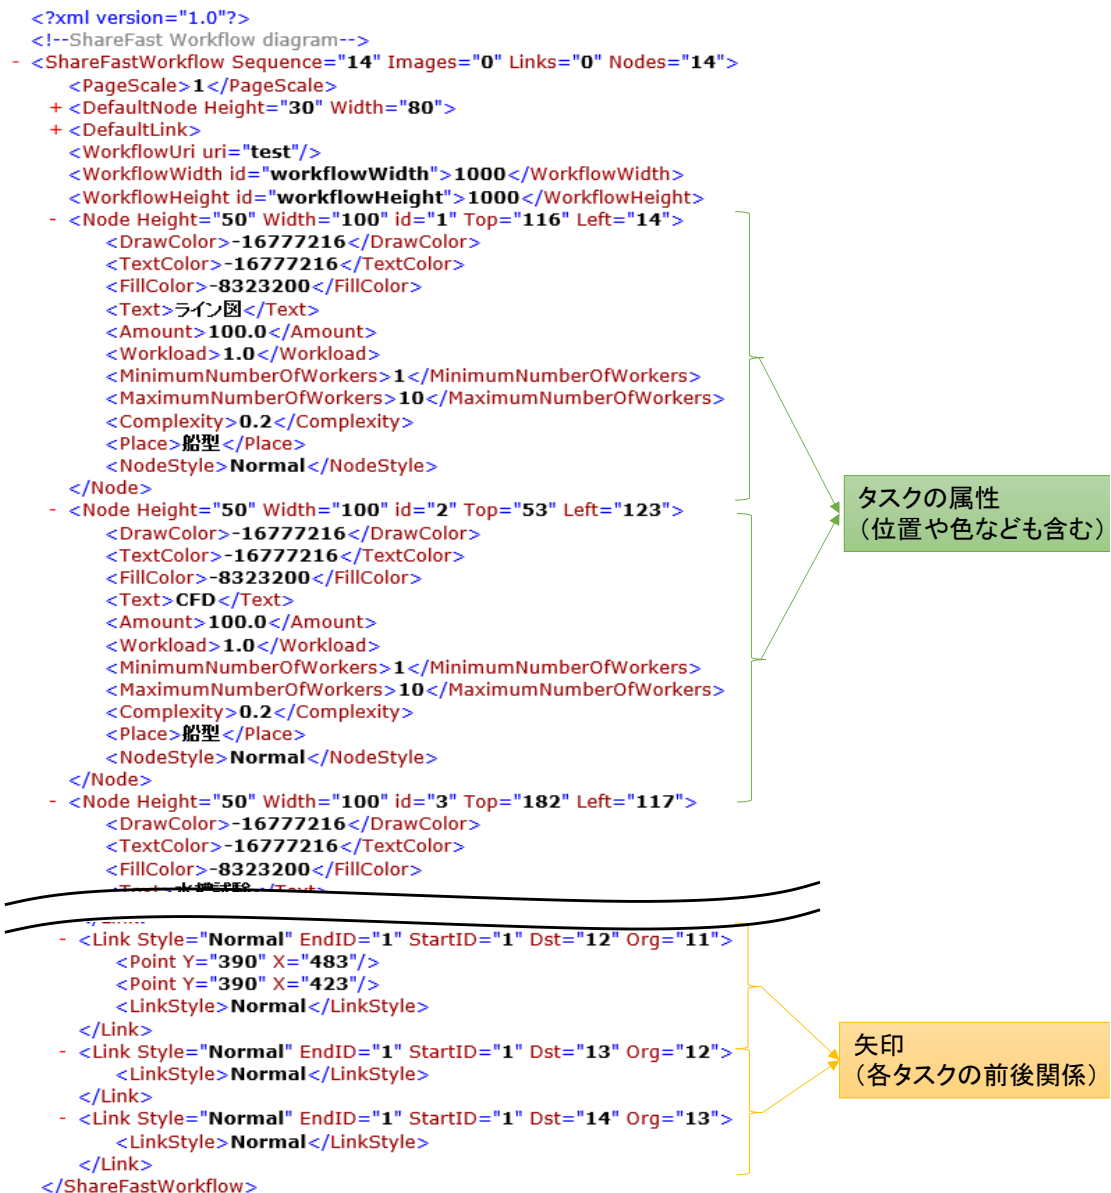 <?xml version="1.0"?>
<!--ShareFast Workflow diagram-->
- <ShareFastWorkflow Sequence="14" Images="0" Links="0" Nodes="14">
<PageScale>1</PageScale>
+ <DefaultNode Height="30" Width="80">
+ <DefaultLink>
<WorkflowUri uri="test"/>
<WorkflowWidth id="workflowWidth">1000</WorkflowWidth>
<WorkflowHeight id="workflowHeight">1000</WorkflowHeight>
- <Node Height="50" Width="100" id="1" Top="116" Left="14">
<DrawColor>-16777216</DrawColor>
<TextColor>-16777216</TextColor>
<FillColor>-8323200</FillColor>
<Text>ライン図</Text>
<Amount>100.0</Amount>
<Workload>1.0</Workload>
<MinimumNumberOfWorkers>1</MinimumNumberOfWorkers>
<MaximumNumberOfWorkers>10</MaximumNumberOfWorkers>
<Complexity>0.2</Complexity>
<Place>船型</Place>
<NodeStyle>Normal</NodeStyle>
</Node>
- <Node Height="50" Width="100" id="2" Top="53" Left="123">
<DrawColor>-16777216</DrawColor>
<TextColor>-16777216</TextColor>
<FillColor>-8323200</FillColor>
<Text>CFD</Text>
<Amount>100.0</Amount>
<Workload>1.0</Workload>
<MinimumNumberOfWorkers>1</MinimumNumberOfWorkers>
<MaximumNumberOfWorkers>10</MaximumNumberOfWorkers>
<Complexity>0.2</Complexity>
<Place>船型</Place>
<NodeStyle>Normal</NodeStyle>
</Node>
- <Node Height="50" Width="100" id="3" Top="182" Left="117">
<DrawColor>-16777216</DrawColor>
<TextColor>-16777216</TextColor>
<FillColor>-8323200</FillColor>
<Text>水槽試験</Text>
</Link>
- <Link Style="Normal" EndID="1" StartID="1" Dst="12" Org="11">
<Point Y="390" X="483"/>
<Point Y="390" X="423"/>
<LinkStyle>Normal</LinkStyle>
</Link>
- <Link Style="Normal" EndID="1" StartID="1" Dst="13" Org="12">
<LinkStyle>Normal</LinkStyle>
</Link>
- <Link Style="Normal" EndID="1" StartID="1" Dst="14" Org="13">
<LinkStyle>Normal</LinkStyle>
</Link>
</ShareFastWorkflow>
タスクの属性
（位置や色なども含む）
矢印
（各タスクの前後関係）